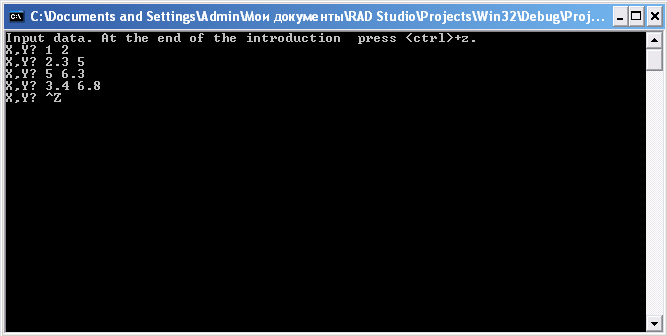 C:\Documents and Settings\Admin\Мои документы\RAD Studio\Projects\Win32\Debug\Proj...
Input data. At the end of the introduction  press <ctrl>+z.
X,Y? 1 2
X,Y? 2.3 5
X,Y? 5 6.3
X,Y? 3.4 6.8
X,Y? ^Z